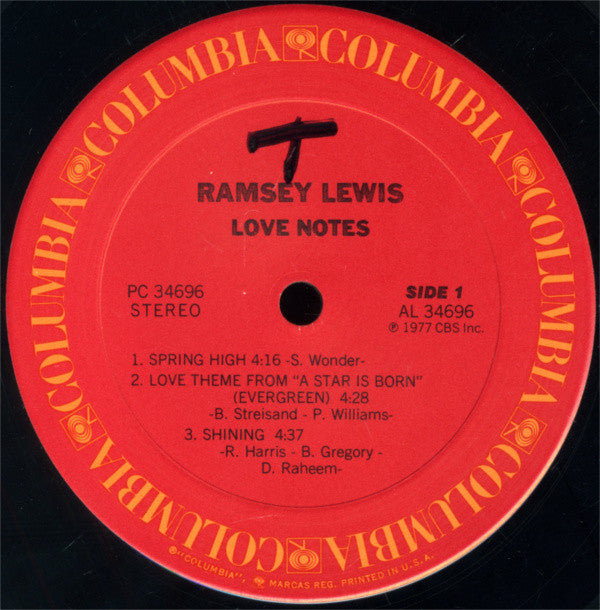 COLUMBIA COLUMBIA COLUMBIA COLUMBIA COLUMBIA COLUMBIA COLUMBIA COLUMBIA
T
RAMSEY LEWIS
LOVE NOTES
PC 34696
STEREO
SIDE 1
AL 34696
Ⓟ 1977 CBS Inc.
1. SPRING HIGH 4:16 -S. Wonder-
2. LOVE THEME FROM "A STAR IS BORN"
(EVERGREEN) 4:28
-B. Streisand - P. Williams-
3. SHINING 4:37
-R. Harris - B. Gregory -
D. Raheem-
®"COLUMBIA", MARCAS REG. PRINTED IN U.S.A.